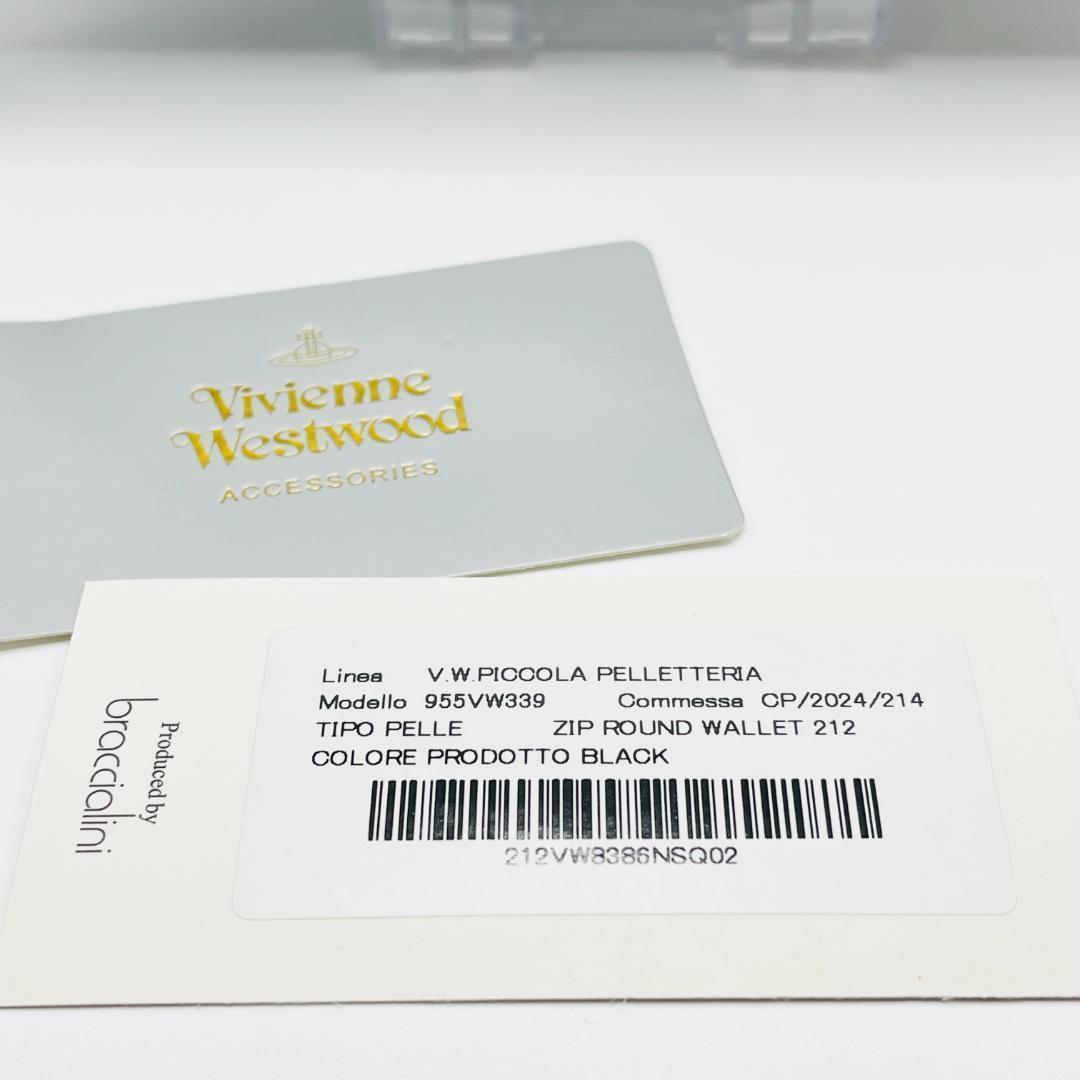 Vivienne
Westwood
ACCESSORIES
Linea V.W.PICCOLA PELLETTERIA
Modello 955VW339 Commessa CP/2024/214
TIPO PELLE ZIP ROUND WALLET 212
COLORE PRODOTTO BLACK
212VW8386NSQ02
Produced by
braccialini